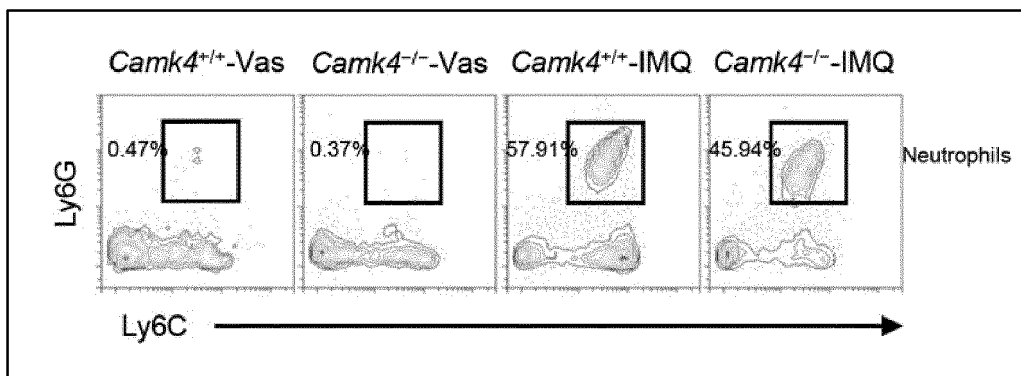 Camk4+/+-Vas Camk4-/--Vas Camk4+/+-IMQ Camk4-/--IMQ
0.47% 0.37% 57.91% 45.94% Neutrophils
Ly6G
Ly6C